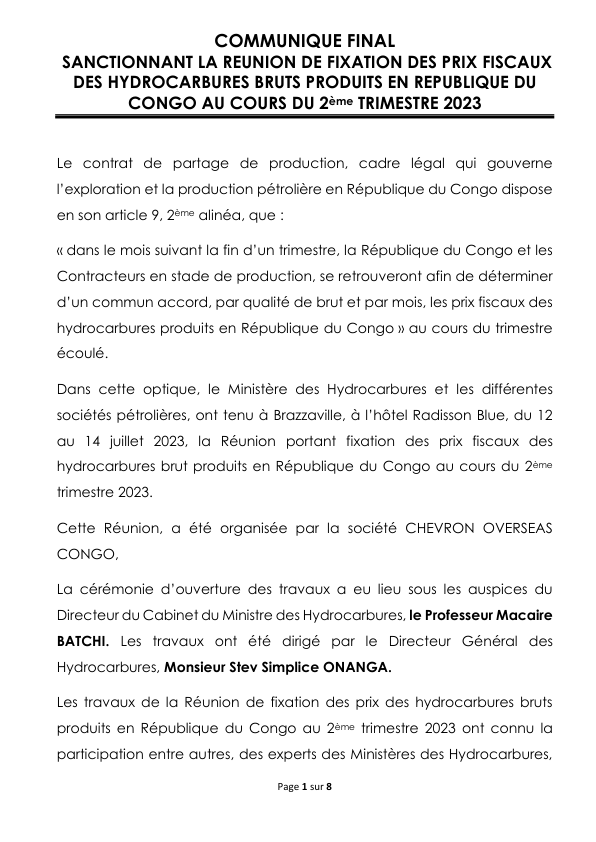 COMMUNIQUE FINAL
SANCTIONNANT LA REUNION DE FIXATION DES PRIX FISCAUX
DES HYDROCARBURES BRUTS PRODUITS EN REPUBLIQUE DU
CONGO AU COURS DU 2ème TRIMESTRE 2023
Le contrat de partage de production, cadre légal qui gouverne
l'exploration et la production pétrolière en République du Congo dispose
en son article 9, 2ème alinéa, que :
« dans le mois suivant la fin d'un trimestre, la République du Congo et les
Contracteurs en stade de production, se retrouveront afin de déterminer
d'un commun accord, par qualité de brut et par mois, les prix fiscaux des
hydrocarbures produits en République du Congo » au cours du trimestre
écoulé.
Dans cette optique, le Ministère des Hydrocarbures et les différentes
sociétés pétrolières, ont tenu à Brazzaville, à l'hôtel Radisson Blue, du 12
au 14 juillet 2023, la Réunion portant fixation des prix fiscaux des
hydrocarbures brut produits en République du Congo au cours du 2ème
trimestre 2023.
Cette Réunion, a été organisée par la société CHEVRON OVERSEAS
CONGO,
La cérémonie d'ouverture des travaux a eu lieu sous les auspices du
Directeur du Cabinet du Ministre des Hydrocarbures, le Professeur Macaire
BATCHI. Les travaux ont été dirigé par le Directeur Général des
Hydrocarbures, Monsieur Stev Simplice ONANGA.
Les travaux de la Réunion de fixation des prix des hydrocarbures bruts
produits en République du Congo au 2ème trimestre 2023 ont connu la
participation entre autres, des experts des Ministères des Hydrocarbures,
Page 1 sur 8